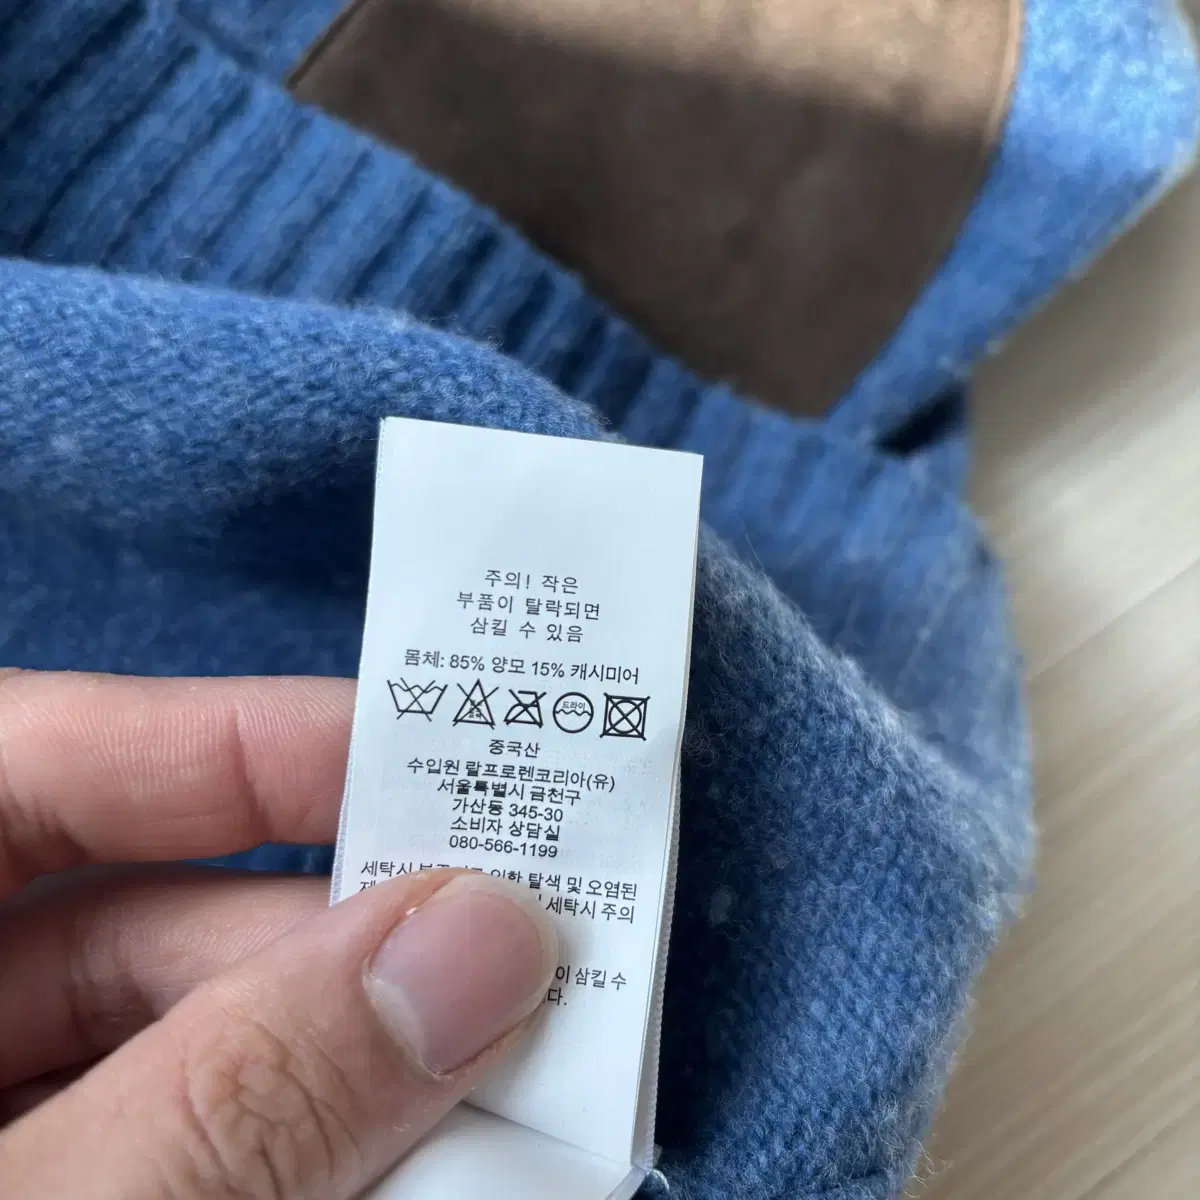 주의! 작은
부품이 탈락되면
삼킬 수 있음
몸체: 85% 양모 15% 캐시미어
드라이
중국산
수입원 랄프로렌코리아(유)
서울특별시 금천구
가산동 345-30
소비자 상담실
080-566-1199
세탁시 탈색 및 오염된
세탁시 주의
삼킬 수